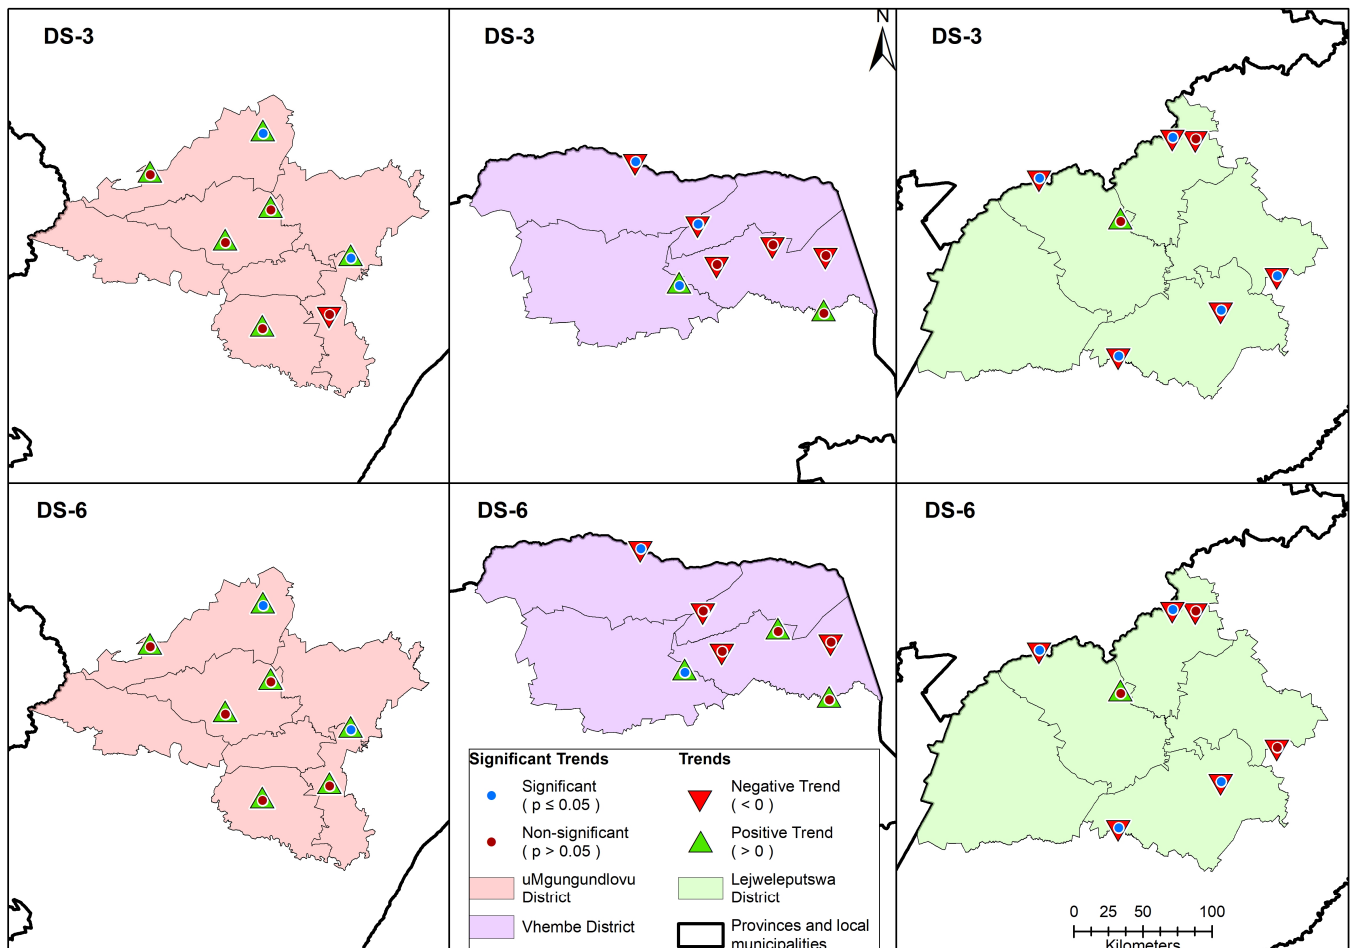 DS-3
DS-3
N
DS-3
DS-6
DS-6
DS-6
Significant Trends
Significant
( p ≤ 0.05 )
Non-significant
( p > 0.05 )
uMgungundlovu
District
Vhembe District
Trends
Negative Trend
( < 0 )
Positive Trend
( > 0 )
Lejweleputswa
District
Provinces and local
municipalities
0 25 50 100
Kilometers